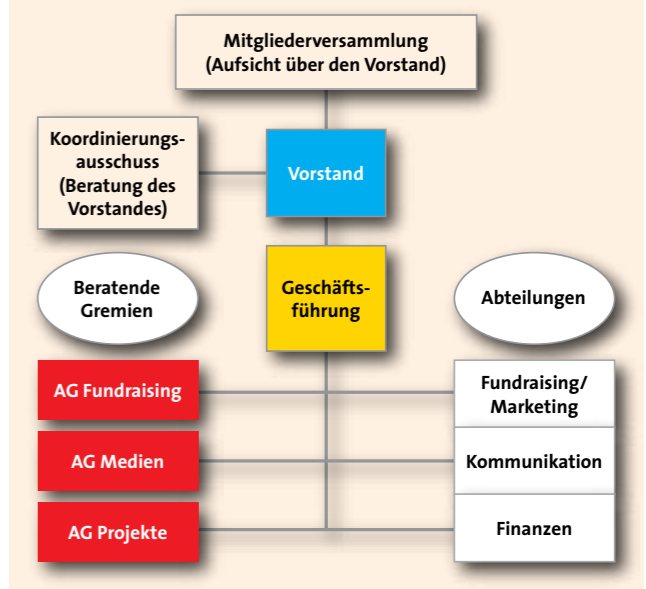 Mitgliederversammlung
(Aufsicht über den Vorstand)
Koordinierungs-
ausschuss
(Beratung des
Vorstandes)
Vorstand
Beratende
Gremien
Geschäfts-
führung
Abteilungen
AG Fundraising
Fundraising/
Marketing
AG Medien
Kommunikation
AG Projekte
Finanzen